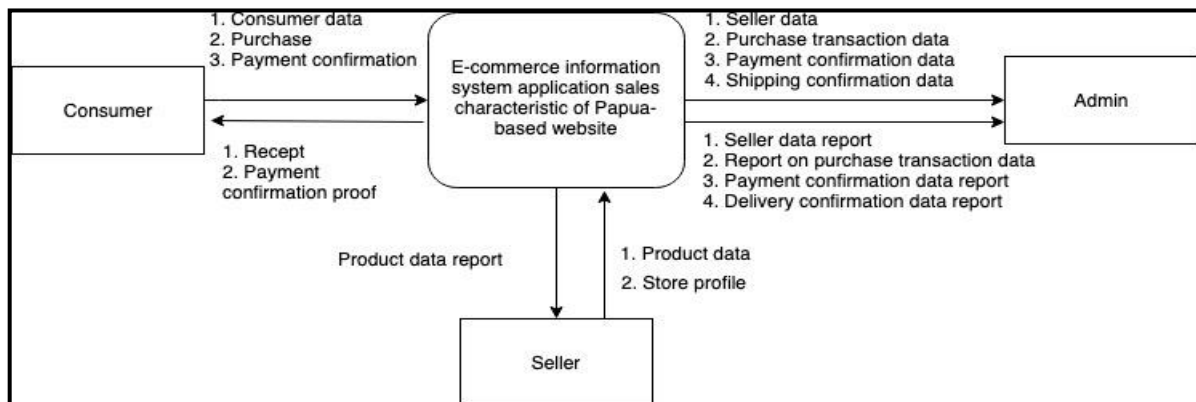 1. Consumer data
2. Purchase
3. Payment confirmation
Consumer
1. Recept
2. Payment
confirmation proof
E-commerce information
system application sales
characteristic of Papua-
based website
1. Seller data
2. Purchase transaction data
3. Payment confirmation data
4. Shipping confirmation data
Admin
1. Seller data report
2. Report on purchase transaction data
3. Payment confirmation data report
4. Delivery confirmation data report
Product data report
1. Product data
2. Store profile
Seller